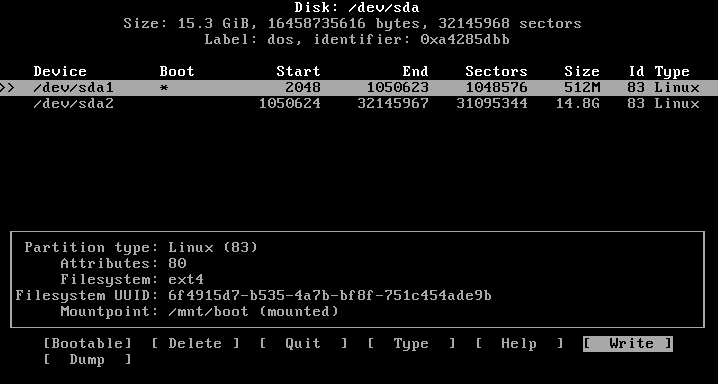 Disk: /dev/sda
Size: 15.3 GiB, 16458735616 bytes, 32145968 sectors
Label: dos, identifier: 0xa4285dbb
Device Boot Start End Sectors Size Id Type
>> /dev/sda1 * 2048 1050623 1048576 512M 83 Linux
/dev/sda2 1050624 32145967 31095344 14.8G 83 Linux
Partition type: Linux (83)
Attributes: 80
Filesystem: ext4
Filesystem UUID: 6f4915d7-b535-4a7b-bf8f-751c454ade9b
Mountpoint: /mnt/boot (mounted)
[Bootable] [ Delete ] [ Quit ] [ Type ] [ Help ] [ Write ]
[ Dump ]